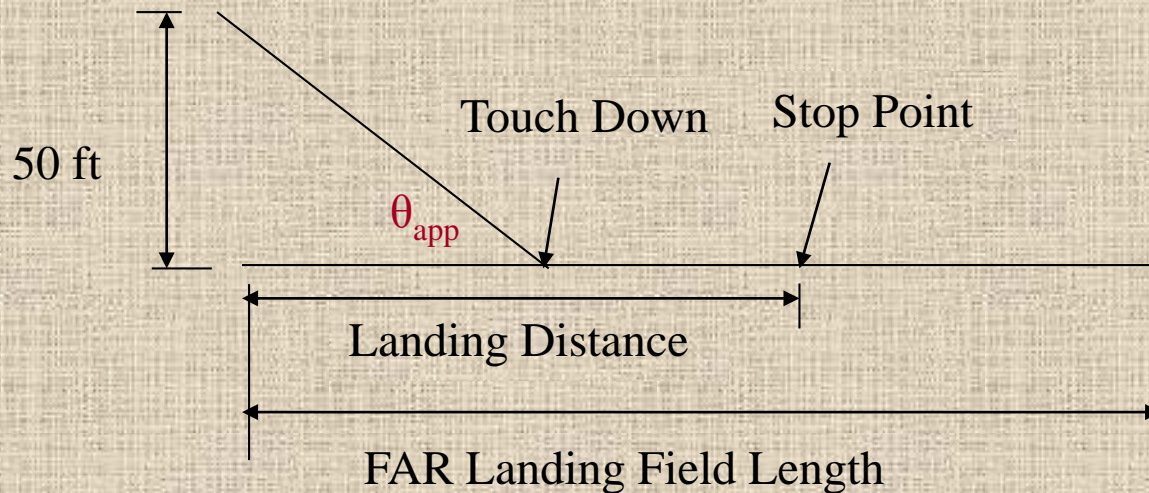 Touch Down
Stop Point
50 ft
θapp
Landing Distance
FAR Landing Field Length